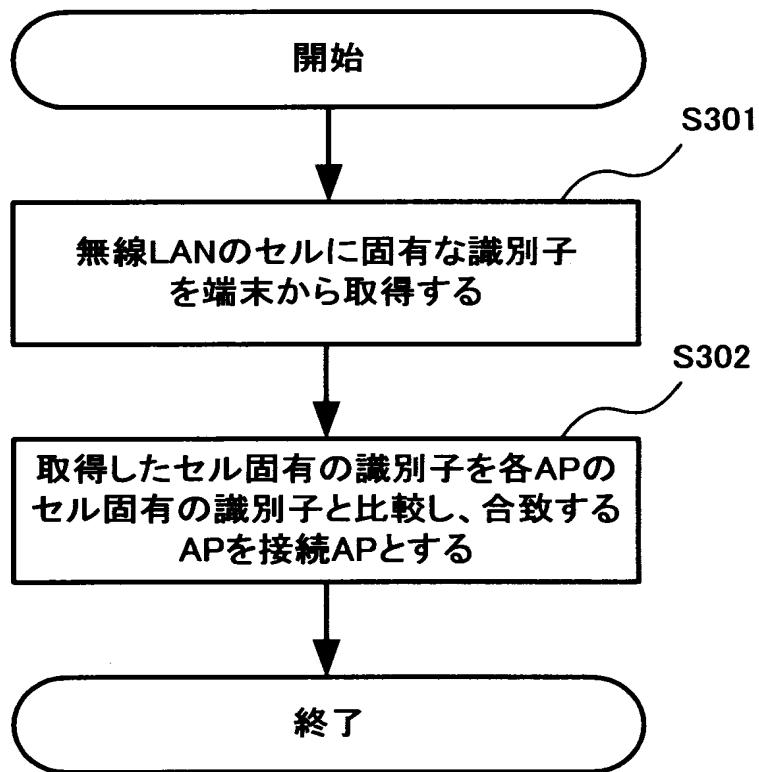 開始
S301
無線LANのセルに固有な識別子
を端末から取得する
S302
取得したセル固有の識別子を各APの
セル固有の識別子と比較し、合致する
APを接続APとする
終了